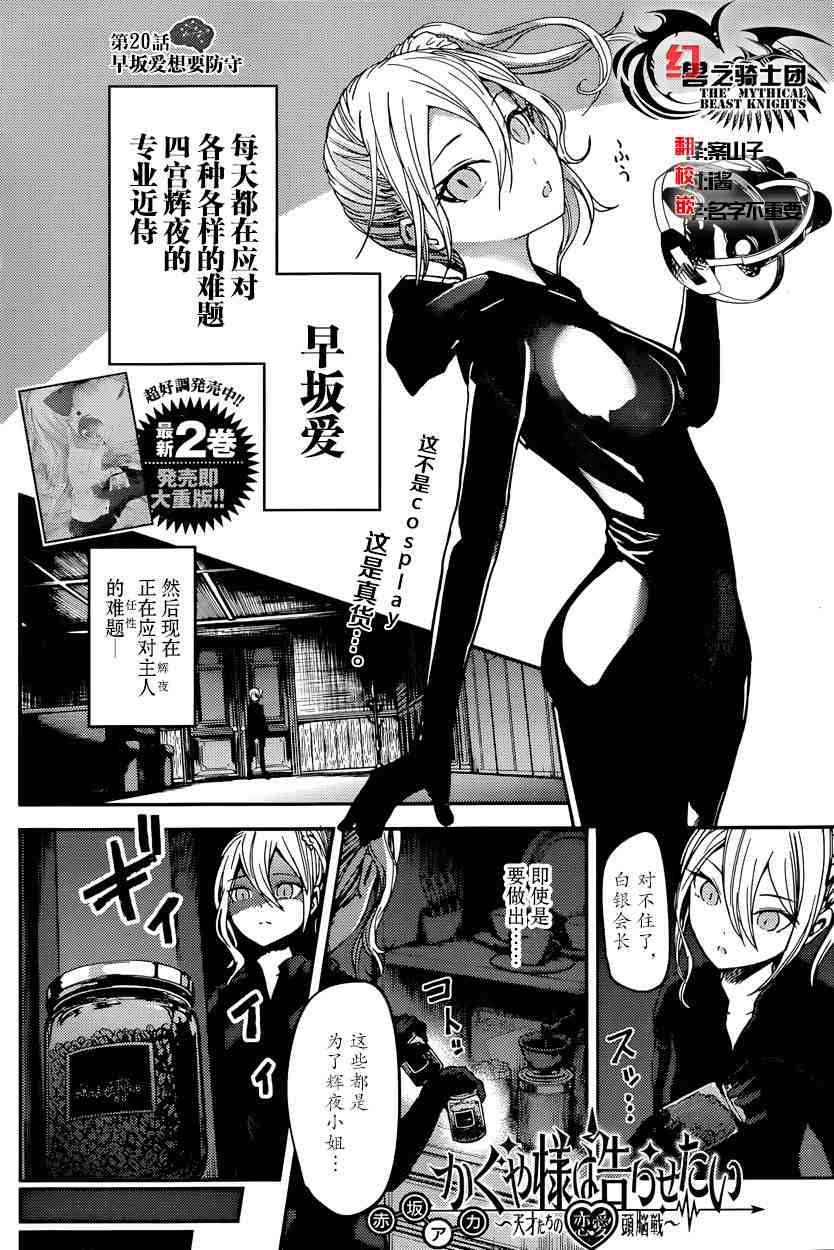 第20話
早坂爱想要防守
幻兽之骑士团
THE MYTHICAL
BEAST KNIGHTS
翻译:案山子
校对:酱
嵌字:名字不重要
每天都在应对
各种各样的难题
四宫辉夜的
专业近侍
早坂爱
ふぅ
超好調発売中!!
最新2巻
発売即
大重版!!
这不是cosplay
这是真货…。
然后现在
正在应对主人
辉夜
的难题—
任性
对不住了,
白银会长
スッ…
即使是
要做出……
コトッ
这些都是
为了辉夜小姐
…
ギィィ
かぐや様は告らせたい
～天才たちの恋愛頭脳戦～
赤坂アカ